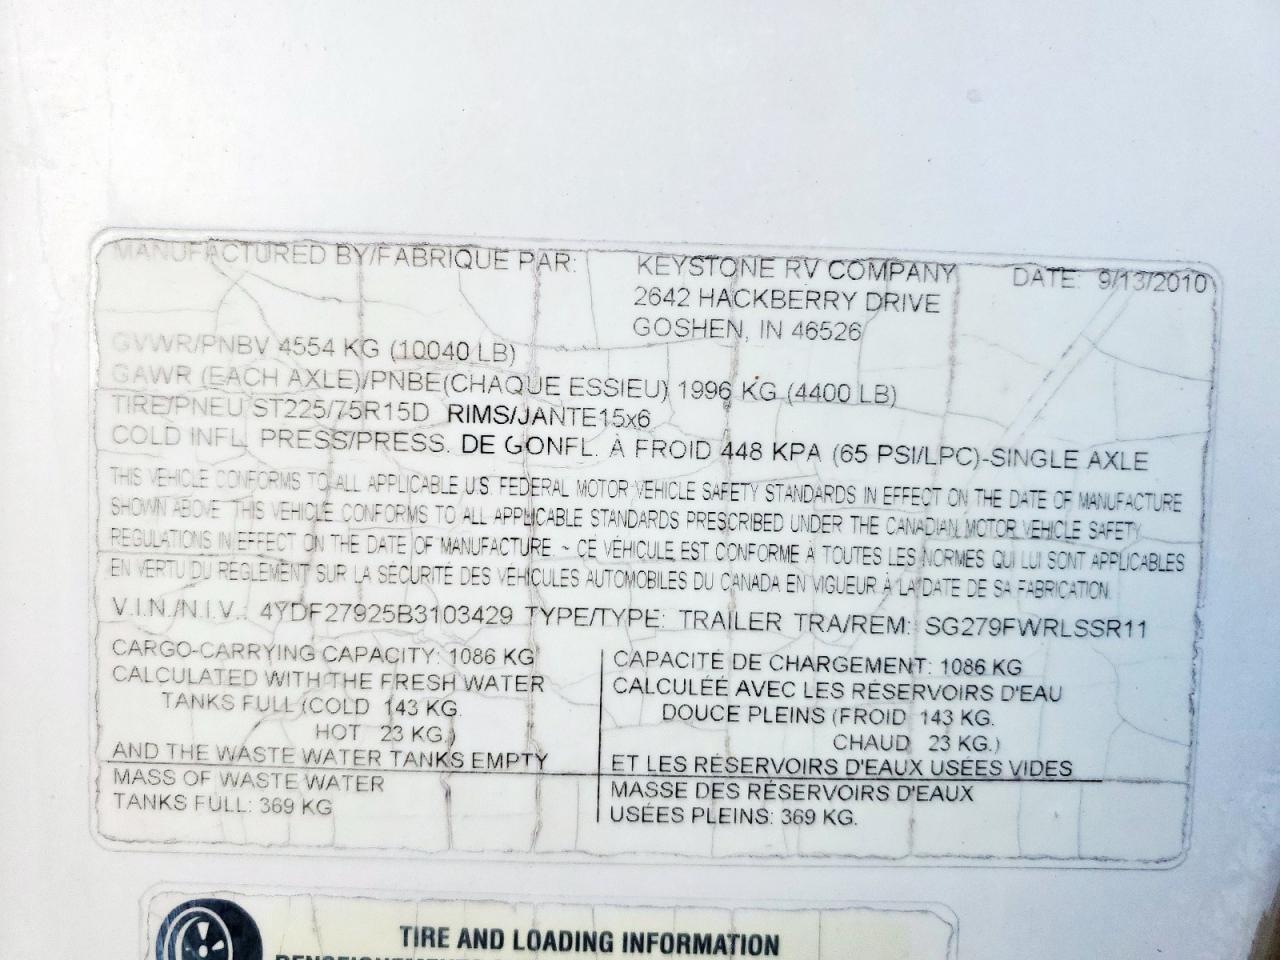 MANUFACTURED BY/FABRIQUE PAR: KEYSTONE RV COMPANY DATE: 9/13/2010
2642 HACKBERRY DRIVE
GOSHEN, IN 46526
GVWR/PNBV 4554 KG (10040 LB)
GAWR (EACH AXLE)/PNBE(CHAQUE ESSIEU) 1996 KG (4400 LB)
TIRE/PNEU ST225/75R15D RIMS/JANTE15x6
COLD INFL. PRESS/PRESS. DE GONFL. À FROID 448 KPA (65 PSI/LPC)-SINGLE AXLE
THIS VEHICLE CONFORMS TO ALL APPLICABLE U.S. FEDERAL MOTOR VEHICLE SAFETY STANDARDS IN EFFECT ON THE DATE OF MANUFACTURE
SHOWN ABOVE THIS VEHICLE CONFORMS TO ALL APPLICABLE STANDARDS PRESCRIBED UNDER THE CANADIAN MOTOR VEHICLE SAFETY
REGULATIONS IN EFFECT ON THE DATE OF MANUFACTURE. ~ CE VÉHICULE EST CONFORME À TOUTES LES NORMES QUI LUI SONT APPLICABLES
EN VERTU DU RÈGLEMENT SUR LA SÉCURITÉ DES VÉHICULES AUTOMOBILES DU CANADA EN VIGUEUR À LA DATE DE SA FABRICATION.
V.I.N./N.I.V.: 4YDF27925B3103429 TYPE/TYPE: TRAILER TRA/REM: SG279FWRLSSR11
CARGO-CARRYING CAPACITY: 1086 KG
CALCULATED WITH THE FRESH WATER
TANKS FULL (COLD 143 KG.
HOT 23 KG.)
AND THE WASTE WATER TANKS EMPTY
MASS OF WASTE WATER
TANKS FULL: 369 KG
CAPACITÉ DE CHARGEMENT: 1086 KG
CALCULÉE AVEC LES RÉSERVOIRS D'EAU
DOUCE PLEINS (FROID 143 KG.
CHAUD 23 KG.)
ET LES RÉSERVOIRS D'EAUX USÉES VIDES
MASSE DES RÉSERVOIRS D'EAUX
USÉES PLEINS: 369 KG.
TIRE AND LOADING INFORMATION